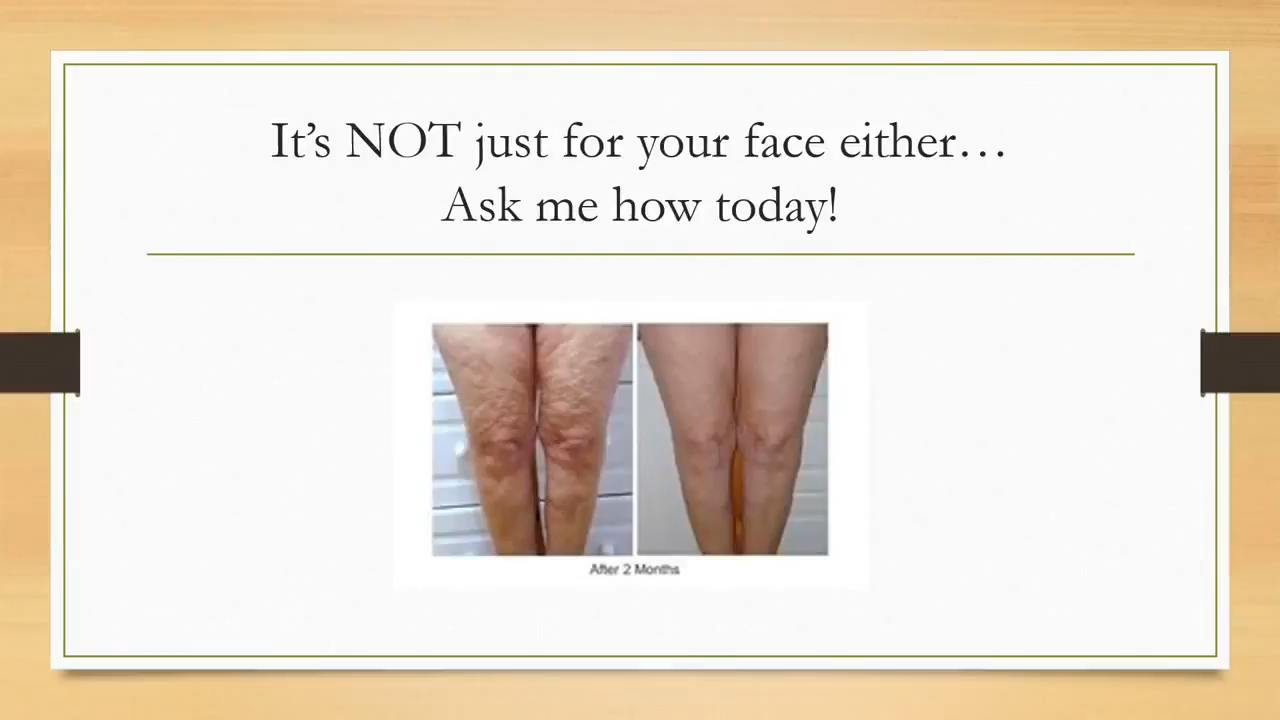 It’s NOT just for your face either…
Ask me how today!
After 2 Months